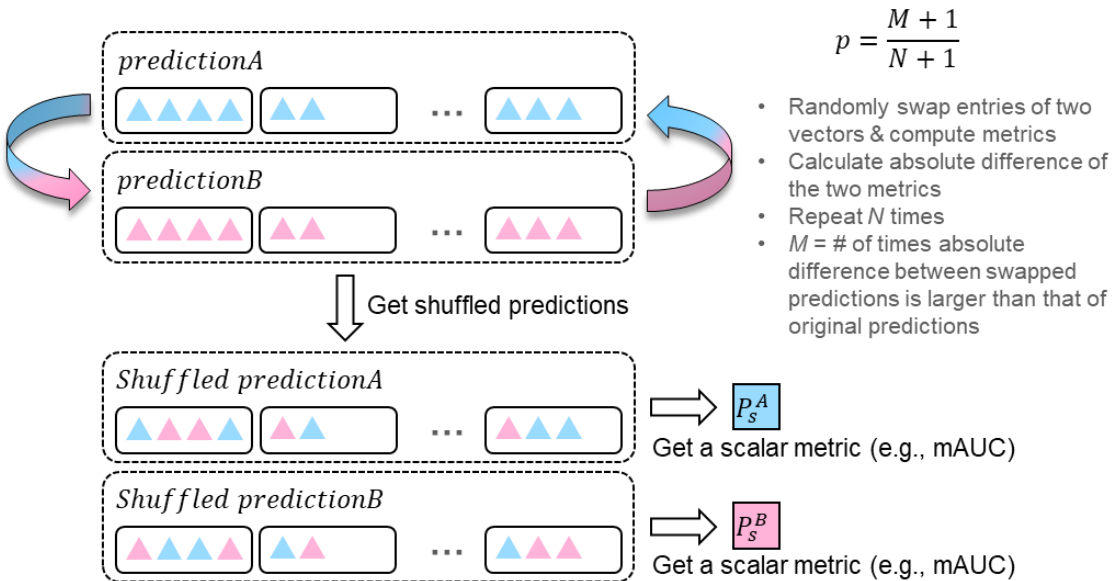 predictionA
...
predictionB
...
Get shuffled predictions
Shuffled predictionA
...
P_s^A
Get a scalar metric (e.g., mAUC)
Shuffled predictionB
...
P_s^B
Get a scalar metric (e.g., mAUC)
p = (M + 1) / (N + 1)
• Randomly swap entries of two
vectors & compute metrics
• Calculate absolute difference of
the two metrics
• Repeat N times
• M = # of times absolute
difference between swapped
predictions is larger than that of
original predictions